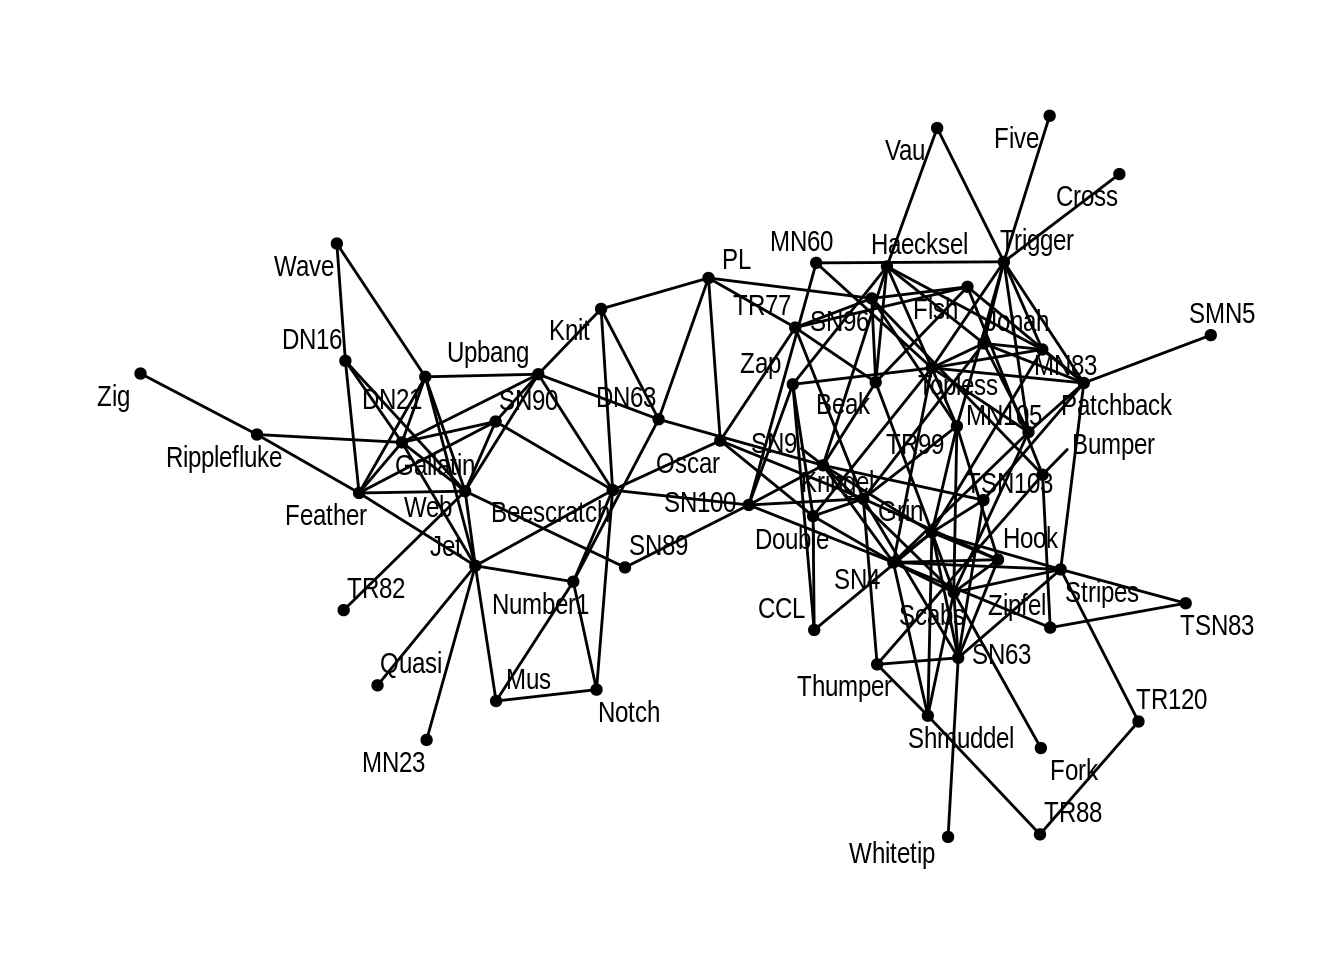 Five
Vau
Cross
MN60
Haecksel
Trigger
PL
Wave
TR77
Fish
SMN5
SN96
Jonah
Knit
DN16
Upbang
Zap
MN83
Topless
Zig
DN21
SN90
DN63
Beak
Patchback
MN105
SN9
TR99
Bumper
Ripplefluke
Gallatin
Oscar
Kringel
TSN103
Feather
Web
Beescratch
SN100
Grin
Jet
SN89
Double
Hook
SN4
TR82
Stripes
Number1
CCL
Scabs
Zipfel
TSN83
Quasi
Mus
SN63
Thumper
TR120
Notch
Shmuddel
MN23
Fork
TR88
Whitetip